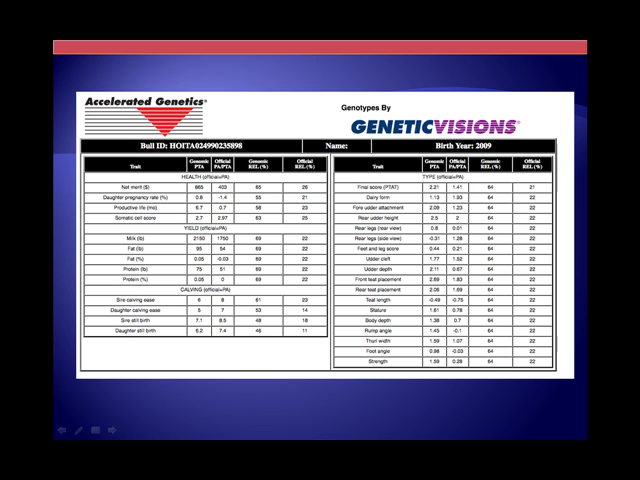 Accelerated Genetics®
Genotypes By
GENETICVISIONS®
Bull ID: HOITA024990235898 Name: Birth Year: 2009
Trait Genomic PTA Official PA/PTA Genomic REL (%) Official REL (%)
HEALTH (official=PA)
Net merit ($) 865 403 65 26
Daughter pregnancy rate (%) 0.8 -1.4 55 21
Productive life (mo) 6.7 0.7 58 23
Somatic cell score 2.7 2.97 63 25
YIELD (official=PA)
Milk (lb) 2150 1750 69 22
Fat (lb) 95 54 69 22
Fat (%) 0.05 -0.03 69 22
Protein (lb) 75 51 69 22
Protein (%) 0.05 0 69 22
CALVING (official=PA)
Sire calving ease 6 8 61 23
Daughter calving ease 5 7 53 14
Sire still birth 7.1 8.5 48 18
Daughter still birth 6.2 7.4 46 11
Trait Genomic PTA Official PA/PTA Genomic REL (%) Official REL (%)
TYPE (official=PA)
Final score (PTAT) 2.21 1.41 64 21
Dairy form 1.13 1.93 64 22
Fore udder attachment 2.09 1.23 64 22
Rear udder height 2.5 2 64 22
Rear legs (rear view) 0.8 0.01 64 22
Rear legs (side view) -0.31 1.28 64 22
Feet and leg score 0.44 0.21 64 22
Udder cleft 1.77 1.52 64 22
Udder depth 2.11 0.67 64 22
Front teat placement 2.69 1.83 64 22
Rear teat placement 2.06 1.69 64 22
Teat length -0.49 -0.75 64 22
Stature 1.61 0.78 64 22
Body depth 1.38 0.7 64 22
Rump angle 1.45 -0.1 64 22
Thurl width 1.59 1.07 64 22
Foot angle 0.98 -0.03 64 22
Strength 1.59 0.28 64 22